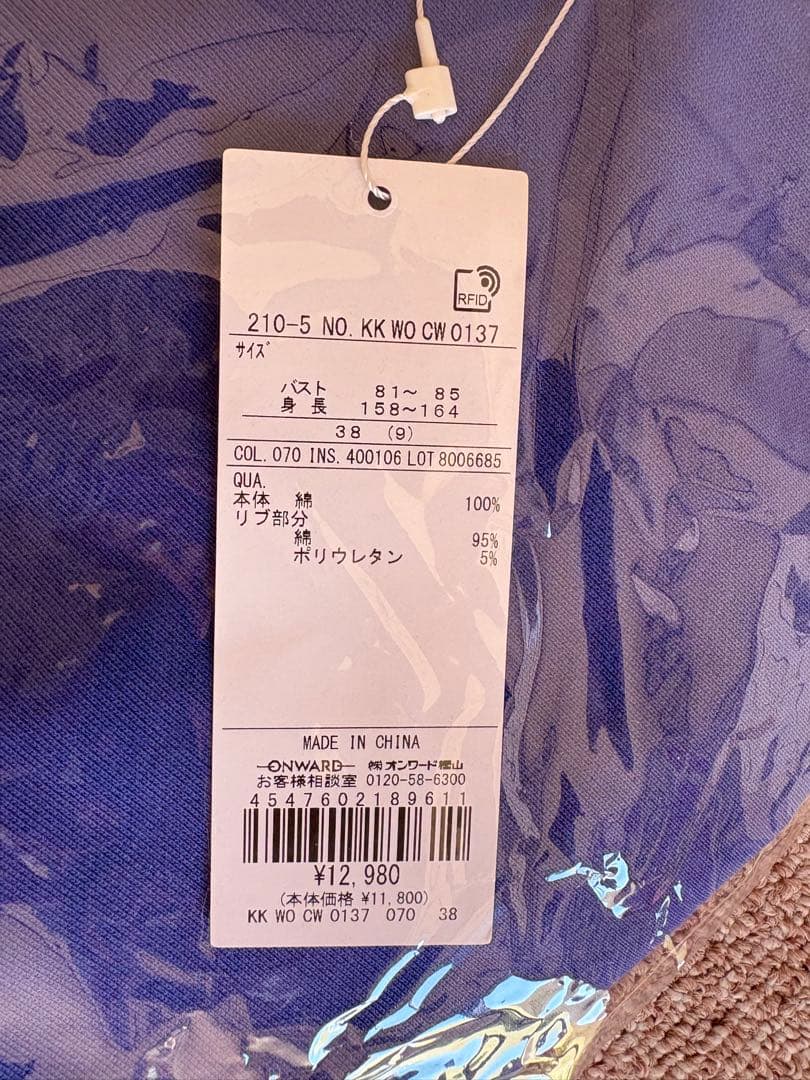 RFID
210-5 NO. KK WO CW 0137
サイズ
バスト 81～ 85
身長 158～164
38 (9)
COL. 070 INS. 400106 LOT 8006685
QUA.
本体 綿 100%
リブ部分
綿 95%
ポリウレタン 5%
MADE IN CHINA
ONWARD ㈱オンワード樫山
お客様相談室 0120-58-6300
4547602189611
¥12,980
(本体価格 ¥11,800)
KK WO CW 0137 070 38